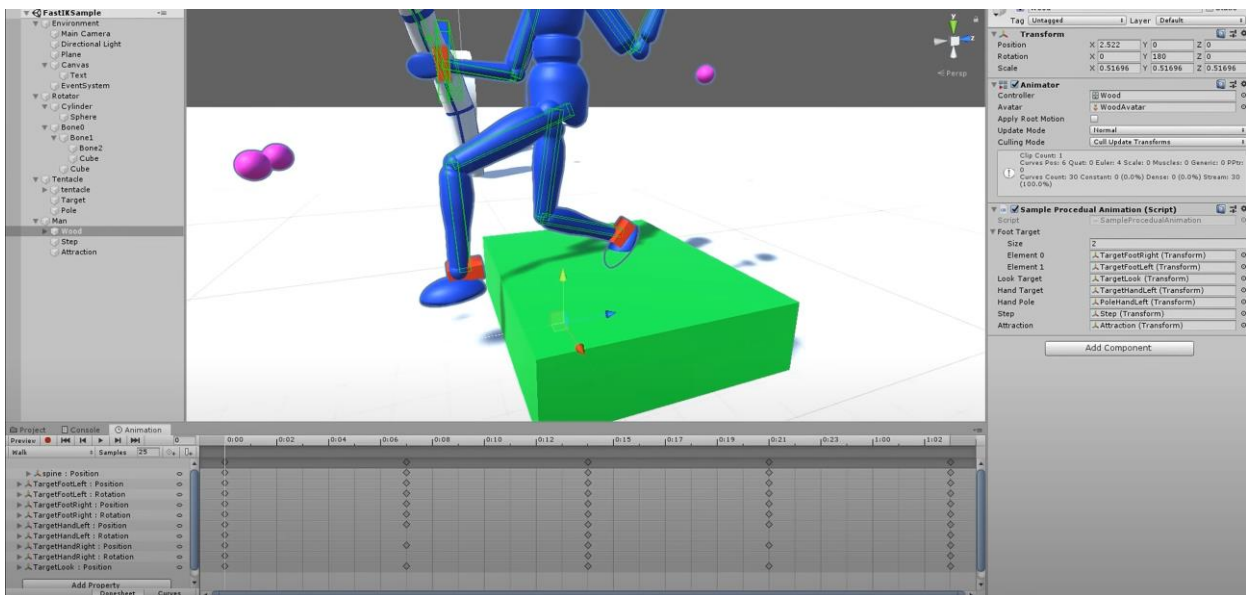 FastIKSample
Environment
Main Camera
Directional Light
Plane
Canvas
Text
EventSystem
Rotator
Cylinder
Sphere
Bone0
Bone1
Bone2
Cube
Cube
Tentacle
tentacle
Target
Pole
Man
Wood
Step
Attraction
y
z
Persp
Tag Untagged Layer Default
Transform
Position X 2.522 Y 0 Z 0
Rotation X 0 Y 180 Z 0
Scale X 0.51696 Y 0.51696 Z 0.51696
Animator
Controller Wood
Avatar WoodAvatar
Apply Root Motion
Update Mode Normal
Culling Mode Cull Update Transforms
Clip Count: 1
Curves Pos: 6 Quat: 0 Euler: 4 Scale: 0 Muscles: 0 Generic: 0 PPtr:
0
Curves Count: 30 Constant: 0 (0.0%) Dense: 0 (0.0%) Stream: 30
(100.0%)
Sample Procedual Animation (Script)
Script SampleProcedualAnimation
Foot Target
Size 2
Element 0 TargetFootRight (Transform)
Element 1 TargetFootLeft (Transform)
Look Target TargetLook (Transform)
Hand Target TargetHandLeft (Transform)
Hand Pole PoleHandLeft (Transform)
Step Step (Transform)
Attraction Attraction (Transform)
Add Component
Project Console Animation
Preview 0 0:00 0:02 0:04 0:06 0:08 0:10 0:12 0:15 0:17 0:19 0:21 0:23 1:00 1:02
Walk Samples 25
spine : Position
TargetFootLeft : Position
TargetFootLeft : Rotation
TargetFootRight : Position
TargetFootRight : Rotation
TargetHandLeft : Position
TargetHandLeft : Rotation
TargetHandRight : Position
TargetHandRight : Rotation
TargetLook : Position
Add Property
Dopesheet Curves